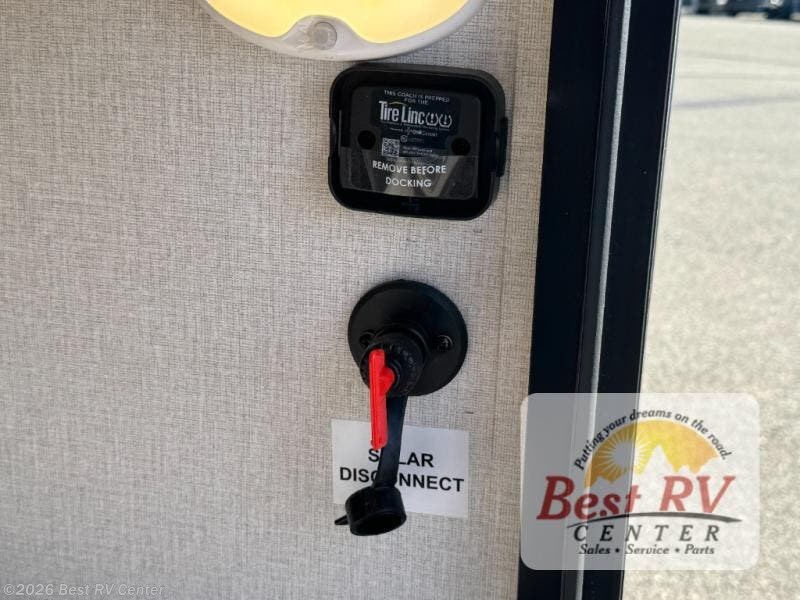 THIS COACH IS PREPPED
FOR THE
Tire Linc
REMOVE BEFORE
DOCKING
SOLAR
DISCONNECT
Putting your dreams on the road.
Best RV
CENTER
Sales • Service • Parts
©2026 Best RV Center